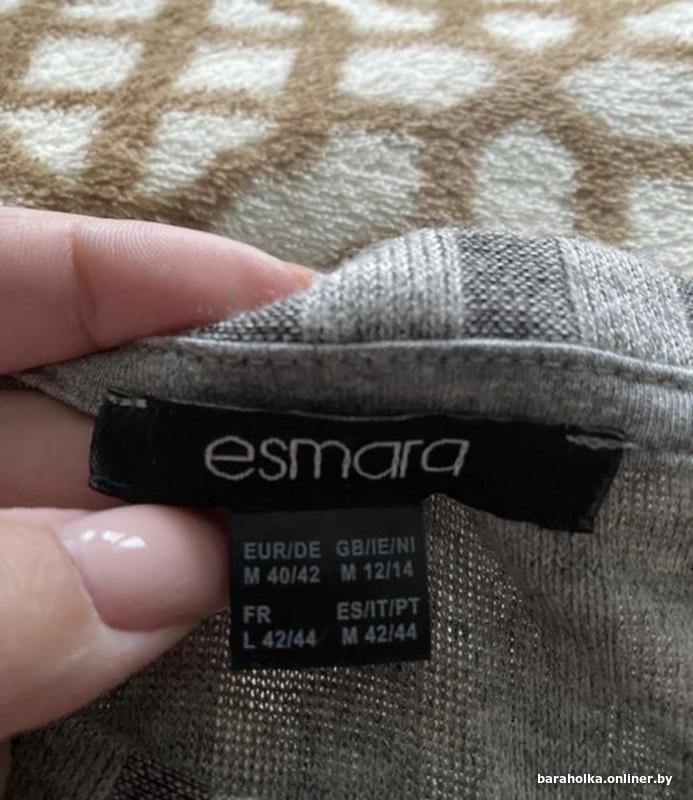 esmara
EUR/DE GB/IE/NI
M 40/42 M 12/14
FR ES/IT/PT
L 42/44 M 42/44
baraholka.onliner.by